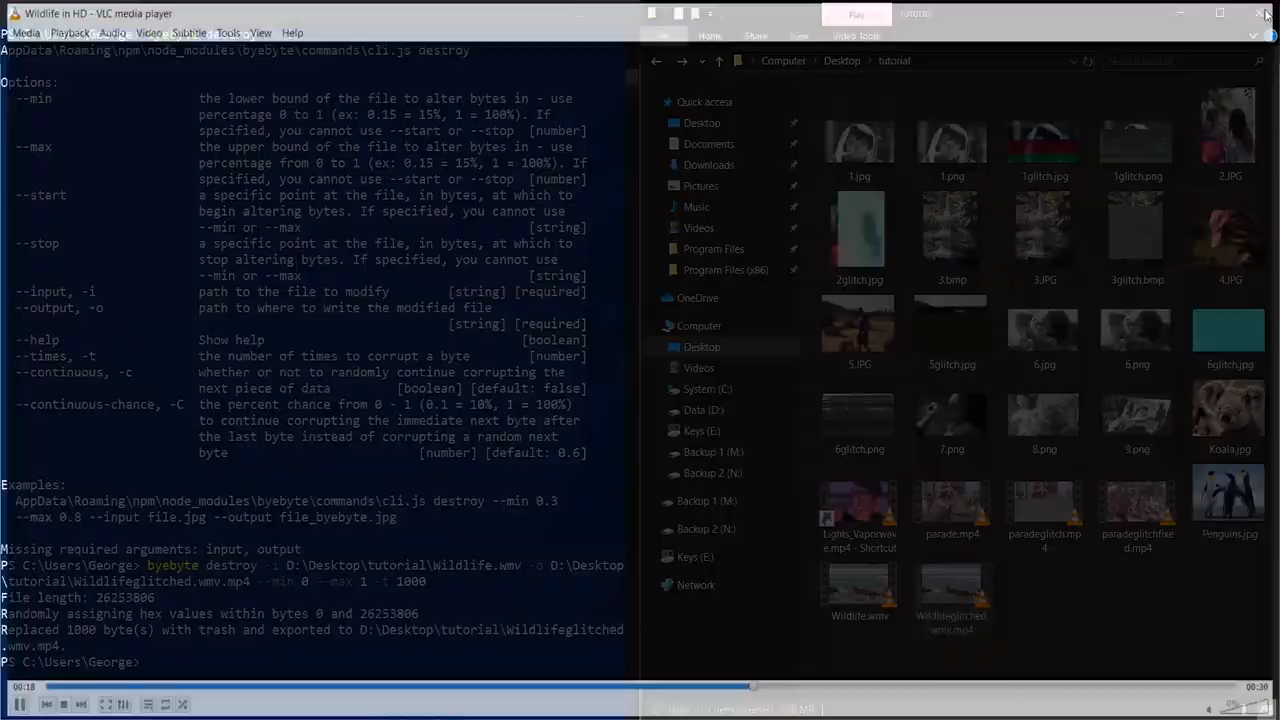 Wildlife in HD - VLC media player
Media Playback Audio Video Subtitle Tools View Help
AppData\Roaming\npm\node_modules\byebyte\commands\cli.js destroy
Options:
--min the lower bound of the file to alter bytes in - use
percentage 0 to 1 (ex: 0.15 = 15%, 1 = 100%). If
specified, you cannot use --start or --stop [number]
--max the upper bound of the file to alter bytes in - use
percentage from 0 to 1 (ex: 0.15 = 15%, 1 = 100%). If
specified, you cannot use --start or --stop [number]
--start a specific point at the file, in bytes, at which to
begin altering bytes. If specified, you cannot use
--min or --max [string]
--stop a specific point at the file, in bytes, at which to
stop altering bytes. If specified, you cannot use
--min or --max [string]
--input, -i path to the file to modify [string] [required]
--output, -o path to where to write the modified file
[string] [required]
--help Show help [boolean]
--times, -t the number of times to corrupt a byte [number]
--continuous, -c whether or not to randomly continue corrupting the
next piece of data [boolean] [default: false]
--continuous-chance, -C the percent chance from 0 - 1 (0.1 = 10%, 1 = 100%)
to continue corrupting the immediate next byte after
the last byte instead of corrupting a random next
byte [number] [default: 0.6]
Examples:
AppData\Roaming\npm\node_modules\byebyte\commands\cli.js destroy --min 0.3
--max 0.8 --input file.jpg --output file_byebyte.jpg
Missing required arguments: input, output
PS C:\Users\George> byebyte destroy -i D:\Desktop\tutorial\Wildlife.wmv -o D:\Desktop
\tutorial\Wildlifeglitched.wmv.mp4 --min 0 --max 1 -t 1000
File length: 26253806
Randomly assigning hex values within bytes 0 and 26253806
Replaced 1000 byte(s) with trash and exported to D:\Desktop\tutorial\Wildlifeglitched
.wmv.mp4.
PS C:\Users\George>
Play
Home Share View Video Tools
Computer Desktop tutorial
Quick access
Desktop
Documents
Downloads
Pictures
Music
Videos
Program Files
Program Files (x86)
OneDrive
Computer
Desktop
Videos
System (C:)
Data (D:)
Keys (E:)
Backup 1 (M:)
Backup 2 (N:)
Backup 1 (M:)
Backup 2 (N:)
Keys (E:)
Network
1.jpg 1.png 1glitch.jpg 1glitch.png 2.JPG
2glitch.jpg 3.bmp 3.JPG 3glitch.bmp 4.JPG
5.JPG 5glitch.jpg 6.jpg 6.png 6glitch.jpg
6glitch.png 7.png 8.png 9.png Koala.jpg
Lights_Vaporwav parade.mp4 paradeglitch.mp paradeglitchfixe Penguins.jpg
e.mp4 - Shortcut 4 d.mp4
Wildlife.wmv Wildlifeglitched
.wmv.mp4
00:18 00:30